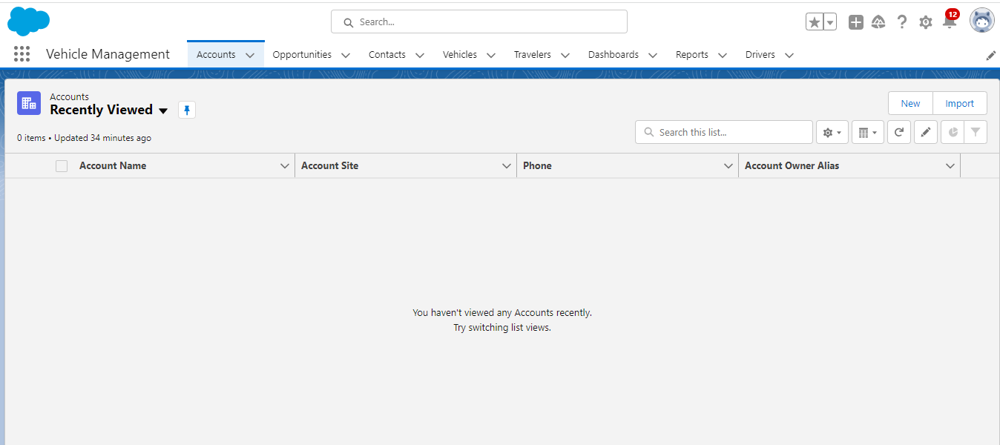 Search...
12
Vehicle Management
Accounts
Opportunities
Contacts
Vehicles
Travelers
Dashboards
Reports
Drivers
Accounts
Recently Viewed
New
Import
0 items • Updated 34 minutes ago
Search this list...
Account Name
Account Site
Phone
Account Owner Alias
You haven't viewed any Accounts recently.
Try switching list views.